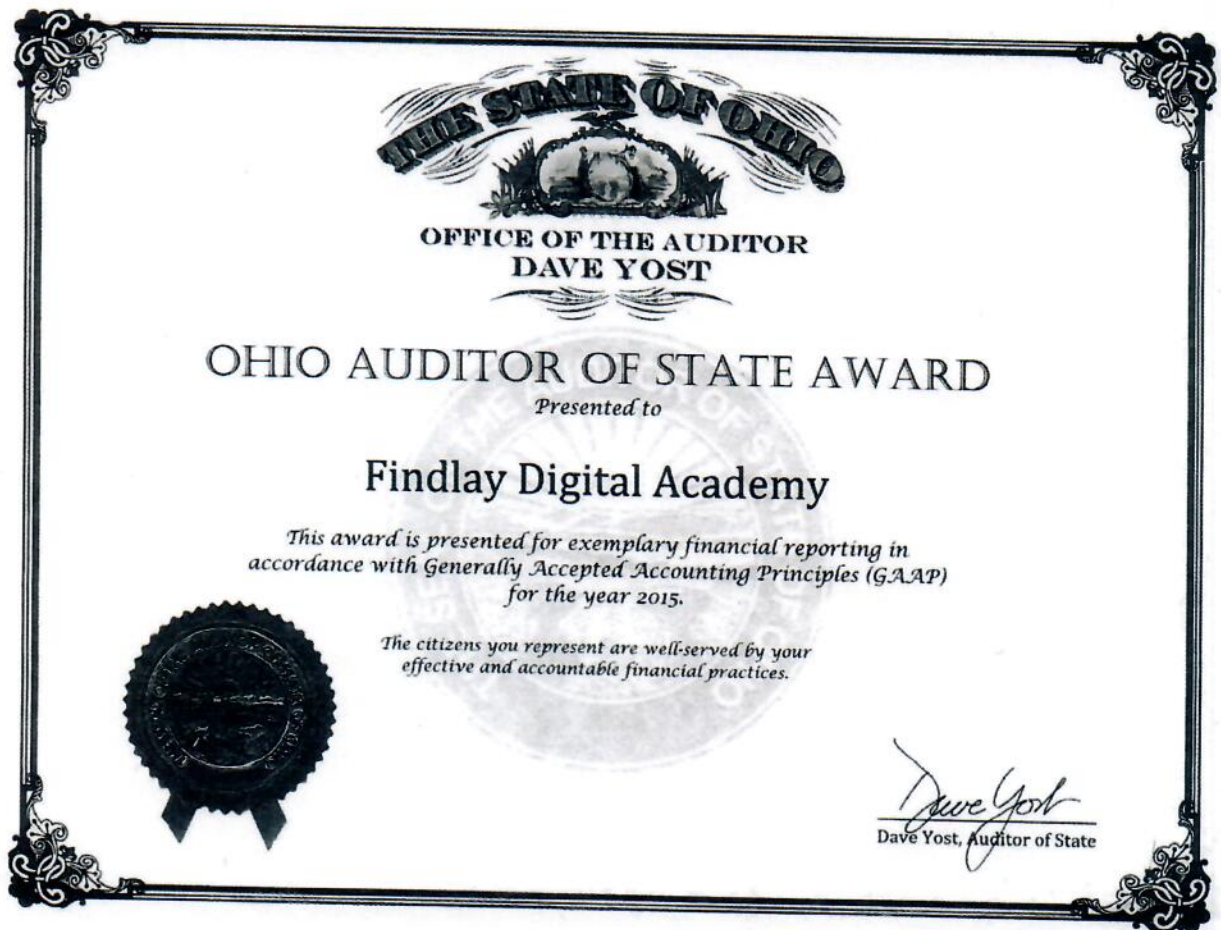 THE STATE OF OHIO
OFFICE OF THE AUDITOR
DAVE YOST
OHIO AUDITOR OF STATE AWARD
Presented to
Findlay Digital Academy
This award is presented for exemplary financial reporting in
accordance with Generally Accepted Accounting Principles (GAAP)
for the year 2015.
The citizens you represent are well-served by your
effective and accountable financial practices.
Dave Yost
Dave Yost, Auditor of State